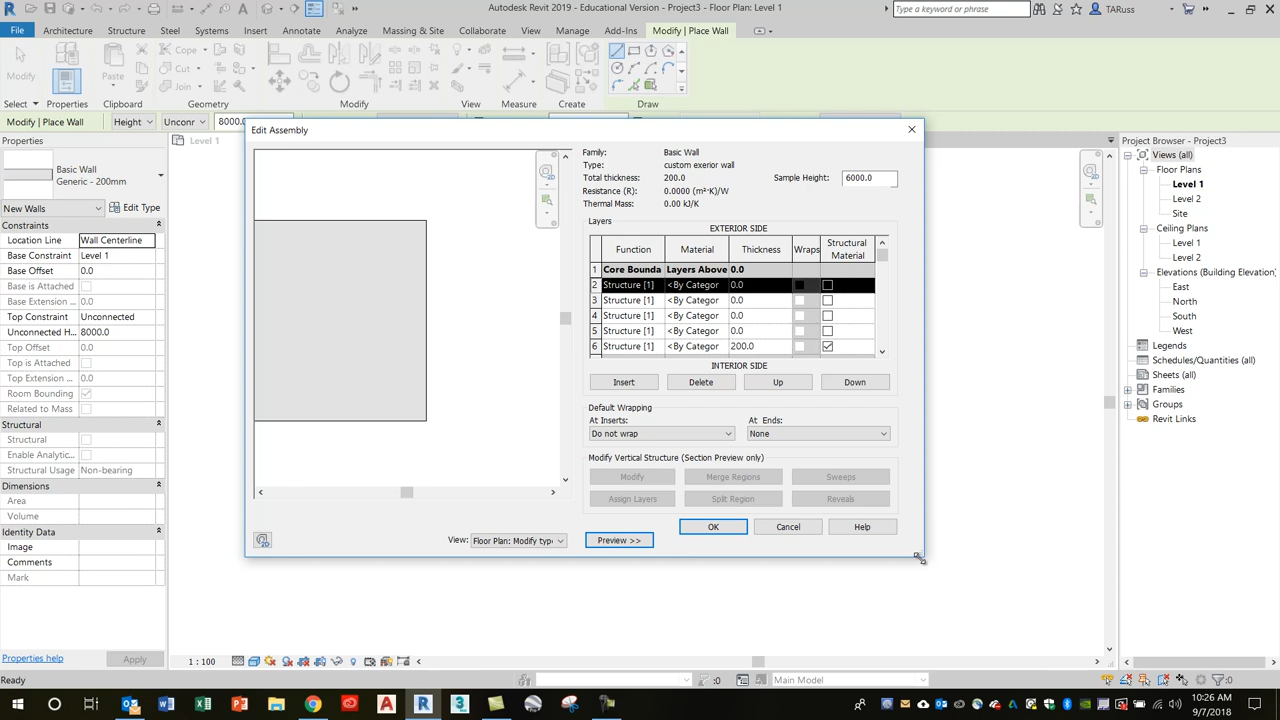 Autodesk Revit 2019 - Educational Version - Project3 - Floor Plan: Level 1
Type a keyword or phrase
TARuss
File Architecture Structure Steel Systems Insert Annotate Analyze Massing & Site Collaborate View Manage Add-Ins Modify | Place Wall
Modify
Paste
Cope
Cut
Join
Select Properties Clipboard Geometry Modify View Measure Create Draw
Modify | Place Wall Height Unconr 8000.0
Properties
Basic Wall
Generic - 200mm
New Walls Edit Type
Constraints
Location Line Wall Centerline
Base Constraint Level 1
Base Offset 0.0
Base is Attached
Base Extension ... 0.0
Top Constraint Unconnected
Unconnected H... 8000.0
Top Offset 0.0
Top is Attached
Top Extension ... 0.0
Room Bounding
Related to Mass
Structural
Structural
Enable Analytic...
Structural Usage Non-bearing
Dimensions
Area
Volume
Identity Data
Image
Comments
Mark
Properties help Apply
Level 1
Edit Assembly
Family: Basic Wall
Type: custom exerior wall
Total thickness: 200.0 Sample Height: 6000.0
Resistance (R): 0.0000 (m²·K)/W
Thermal Mass: 0.00 kJ/K
Layers
EXTERIOR SIDE
Function Material Thickness Wraps Structural Material
1 Core Bounda Layers Above 0.0
2 Structure [1] <By Categor 0.0
3 Structure [1] <By Categor 0.0
4 Structure [1] <By Categor 0.0
5 Structure [1] <By Categor 0.0
6 Structure [1] <By Categor 200.0
INTERIOR SIDE
Insert Delete Up Down
Default Wrapping
At Inserts: At Ends:
Do not wrap None
Modify Vertical Structure (Section Preview only)
Modify Merge Regions Sweeps
Assign Layers Split Region Reveals
OK Cancel Help
View: Floor Plan: Modify type Preview >>
Project Browser - Project3
Views (all)
Floor Plans
Level 1
Level 2
Site
Ceiling Plans
Level 1
Level 2
Elevations (Building Elevation)
East
North
South
West
Legends
Schedules/Quantities (all)
Sheets (all)
Families
Groups
Revit Links
1 : 100
Ready :0 Main Model :0
10:26 AM
9/7/2018